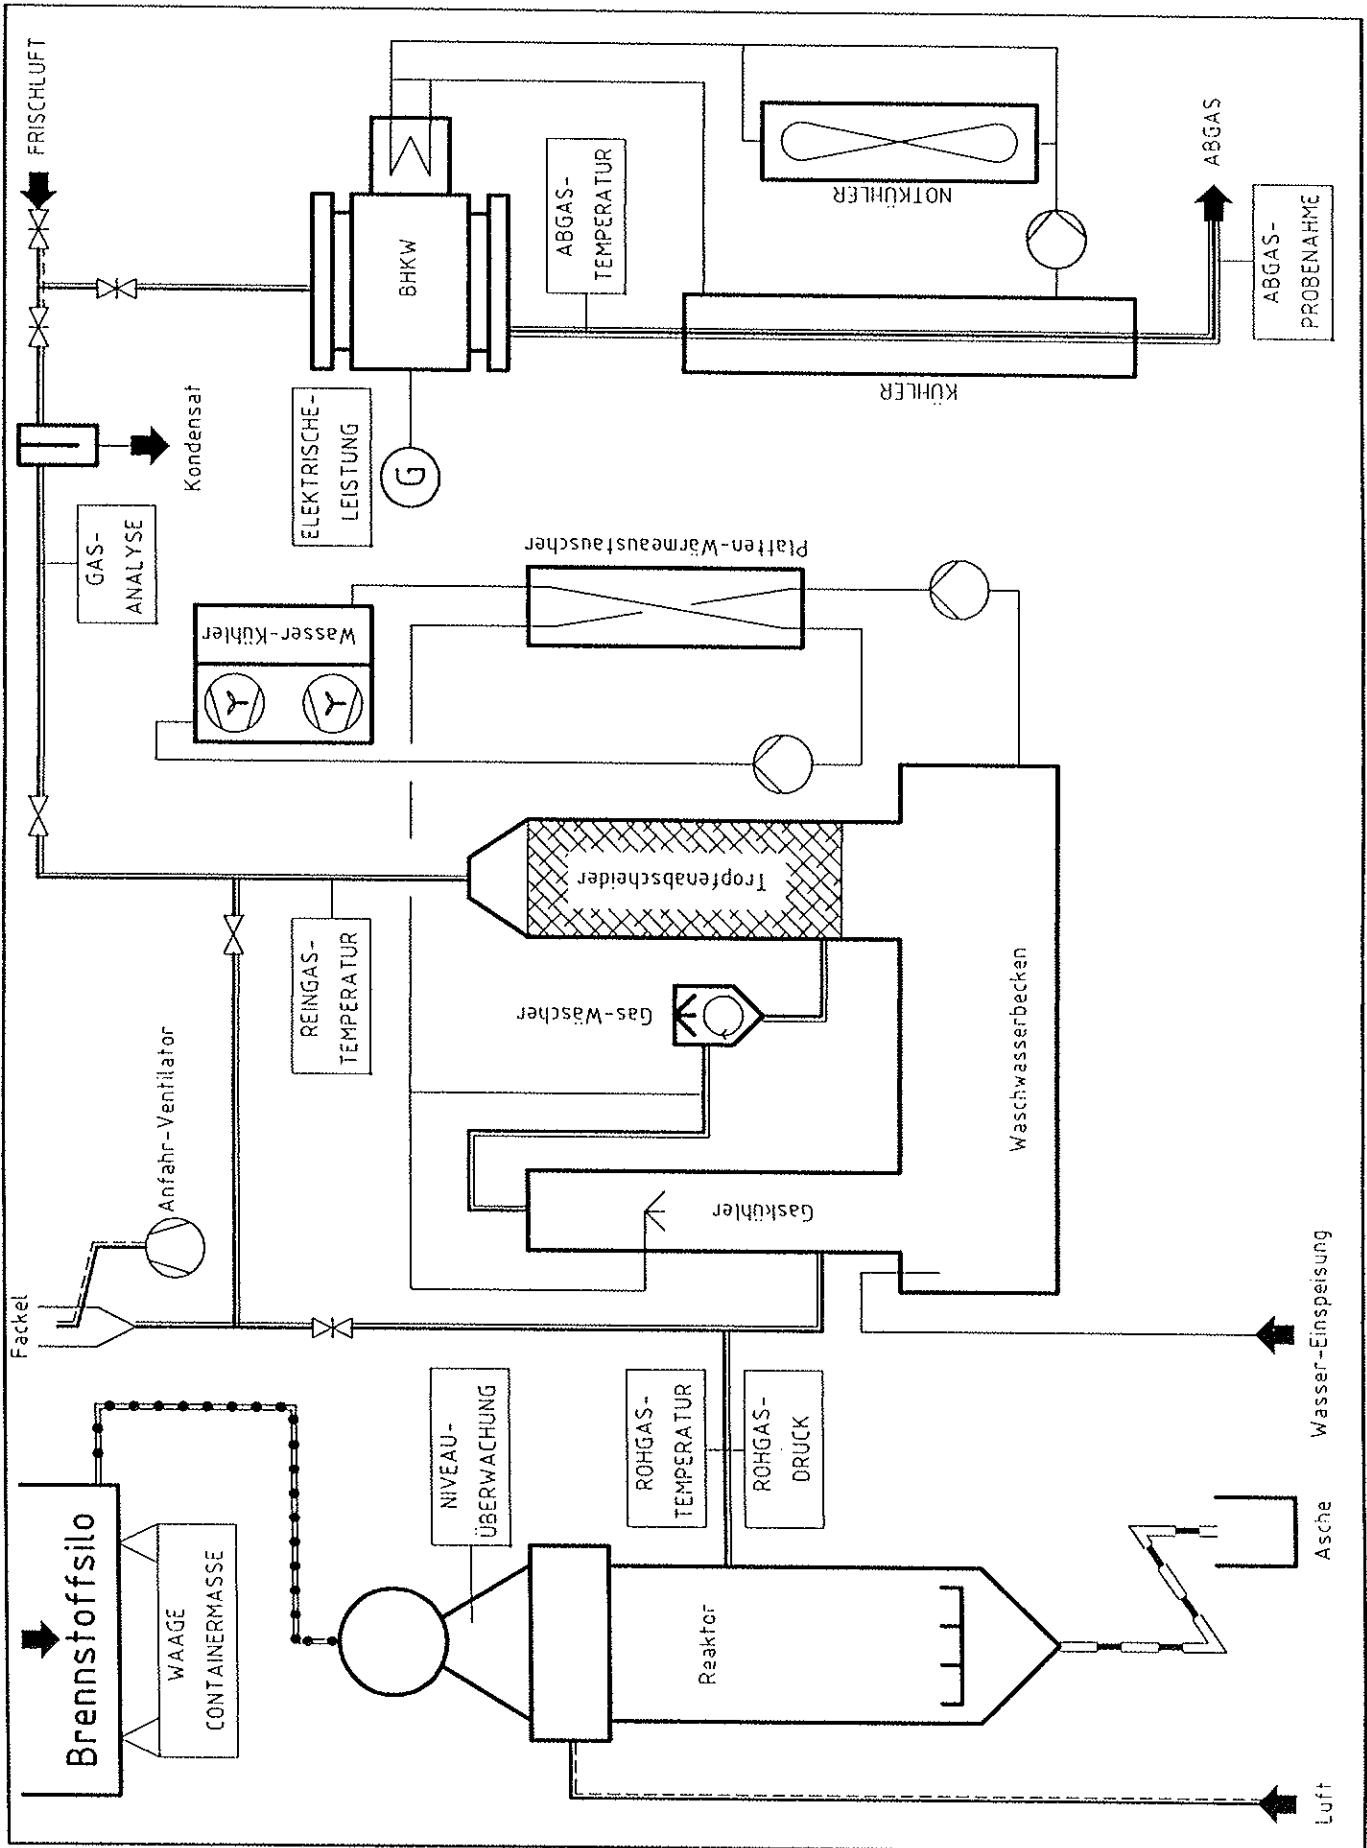 Brennstoffsilo
WAAGE
CONTAINERMASSE
Fackel
Anfahr-Ventilator
NIVEAU-
ÜBERWACHUNG
Reaktor
Luft
Asche
ROHGAS-
TEMPERATUR
ROHGAS-
DRUCK
Wasser-Einspeisung
Gaskühler
Gas-Wäscher
Tropfenabscheider
Waschwasserbecken
REINGAS-
TEMPERATUR
Wasser-Kühler
Platten-Wärmeaustauscher
GAS-
ANALYSE
Kondensat
FRISCHLUFT
ELEKTRISCHE-
LEISTUNG
G
BHKW
ABGAS-
TEMPERATUR
KÜHLER
NOTKÜHLER
ABGAS
ABGAS-
PROBENAHME